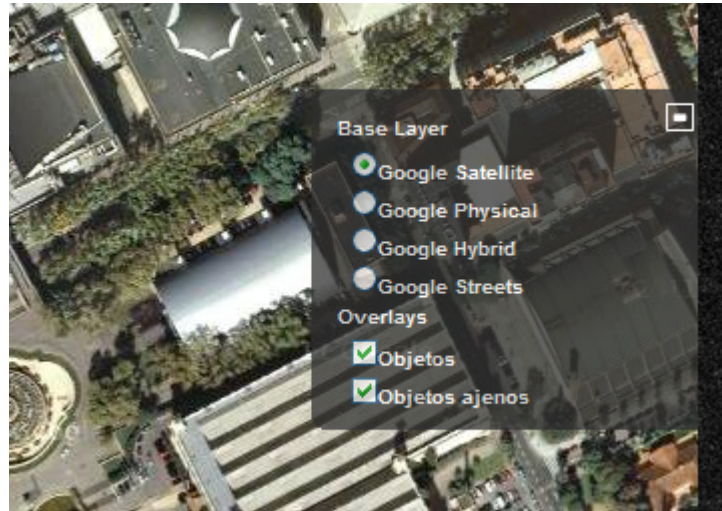 Base Layer
Google Satellite
Google Physical
Google Hybrid
Google Streets
Overlays
Objetos
Objetos ajenos